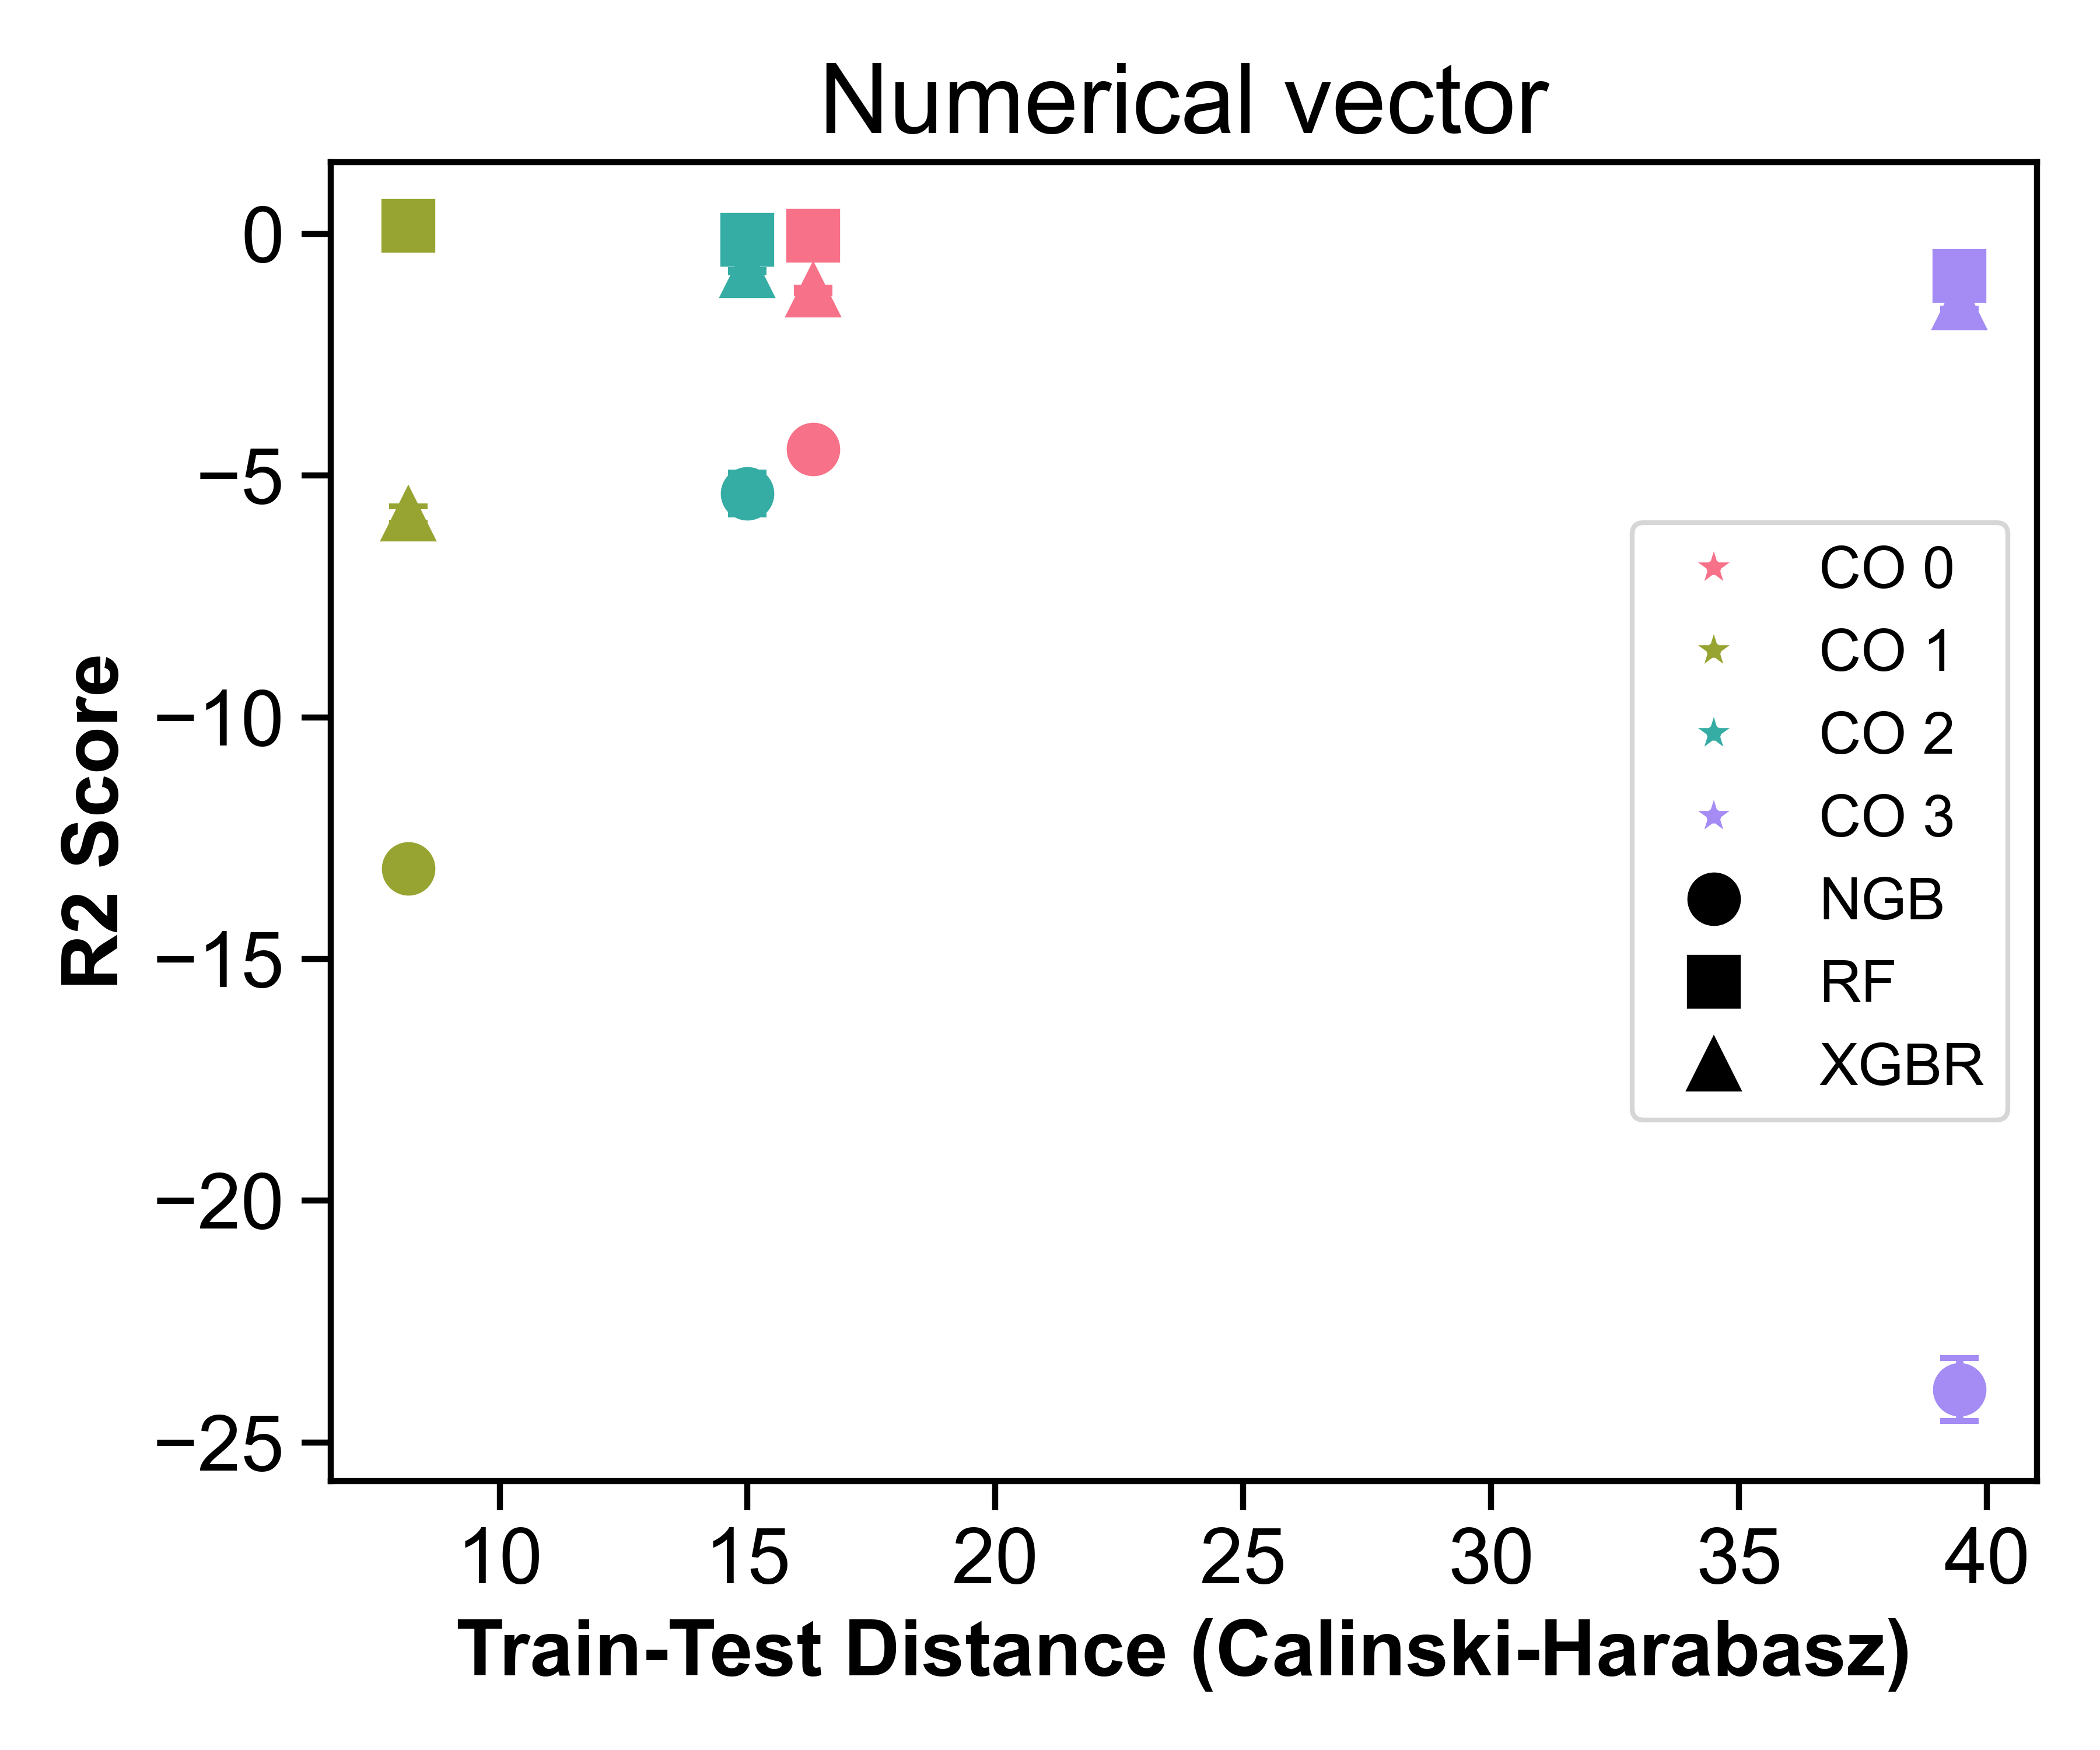 Numerical vector
0
−5
−10
−15
−20
−25
R2 Score
CO 0
CO 1
CO 2
CO 3
NGB
RF
XGBR
10 15 20 25 30 35 40
Train-Test Distance (Calinski-Harabasz)